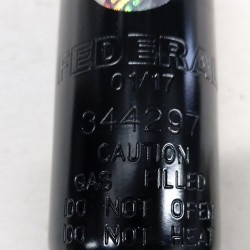 FEDERAL
01/17
344297
CAUTION
GAS FILLED
DO NOT OPEN
DO NOT HEAT